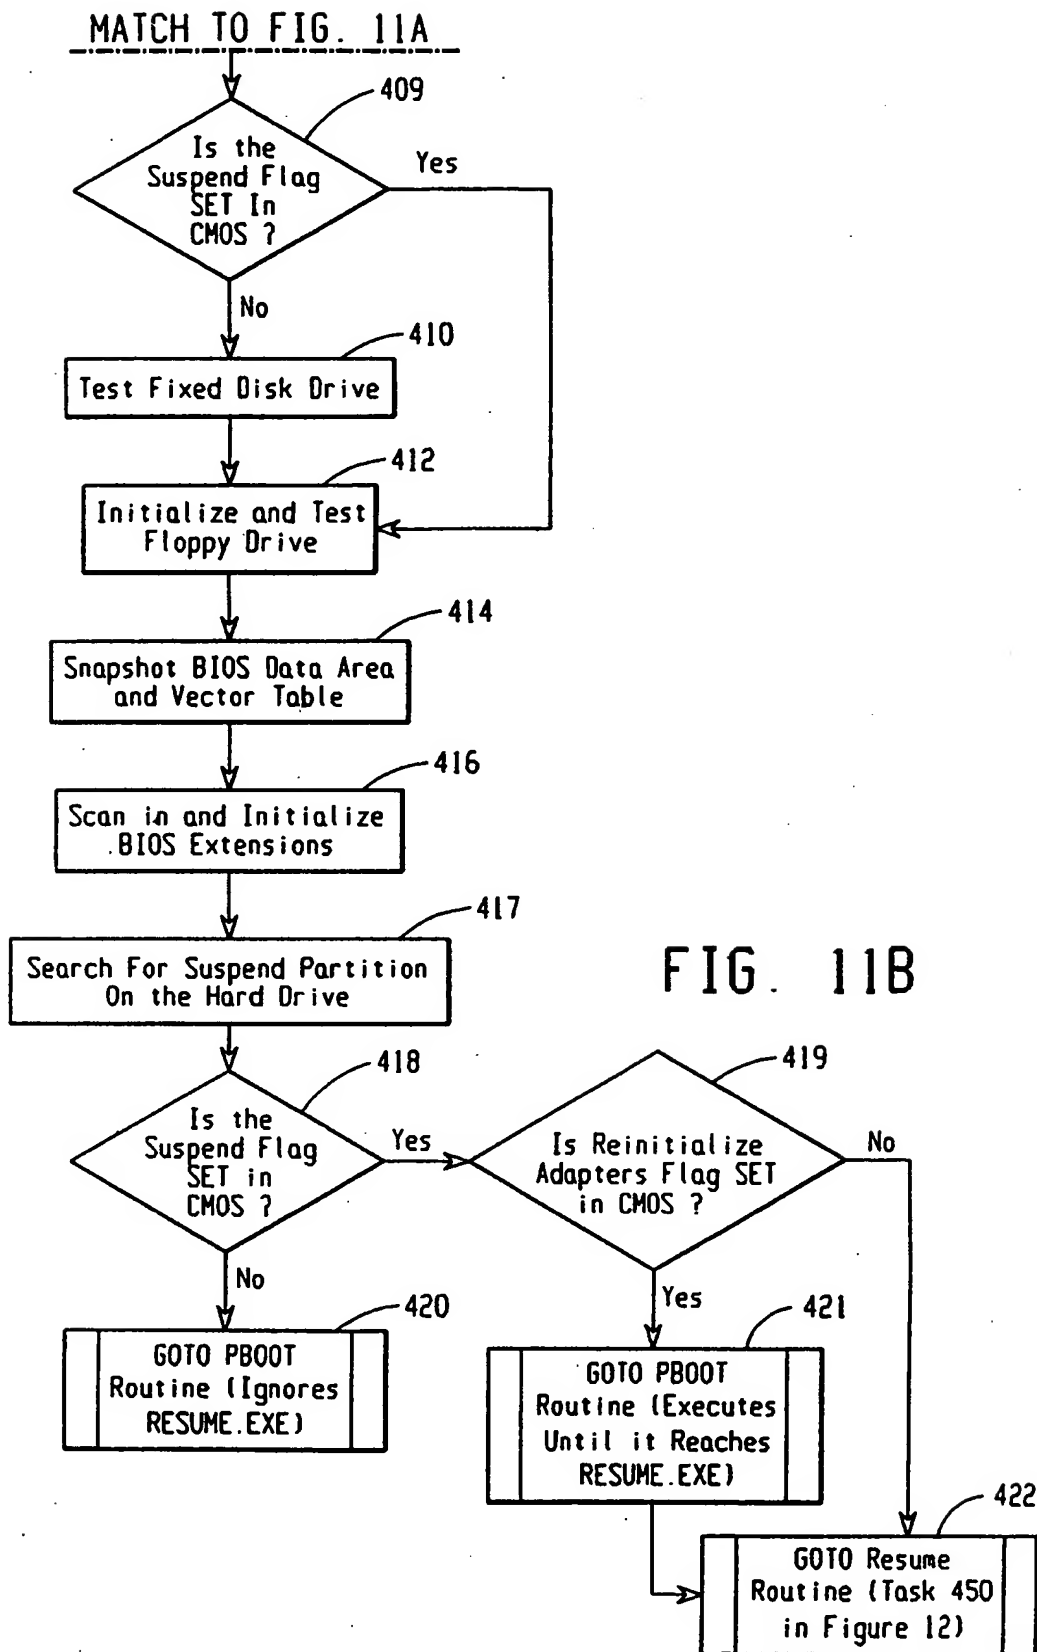 MATCH TO FIG. 11A
409
Is the
Suspend Flag
SET In
CMOS ?
Yes
No
410
Test Fixed Disk Drive
412
Initialize and Test
Floppy Drive
414
Snapshot BIOS Data Area
and Vector Table
416
Scan in and Initialize
BIOS Extensions
417
Search For Suspend Partition
On the Hard Drive
FIG. 11B
418
Is the
Suspend Flag
SET in
CMOS ?
Yes
No
419
Is Reinitialize
Adapters Flag SET
in CMOS ?
No
Yes
420
GOTO PBOOT
Routine (Ignores
RESUME.EXE)
421
GOTO PBOOT
Routine (Executes
Until it Reaches
RESUME.EXE)
422
GOTO Resume
Routine (Task 450
in Figure 12)